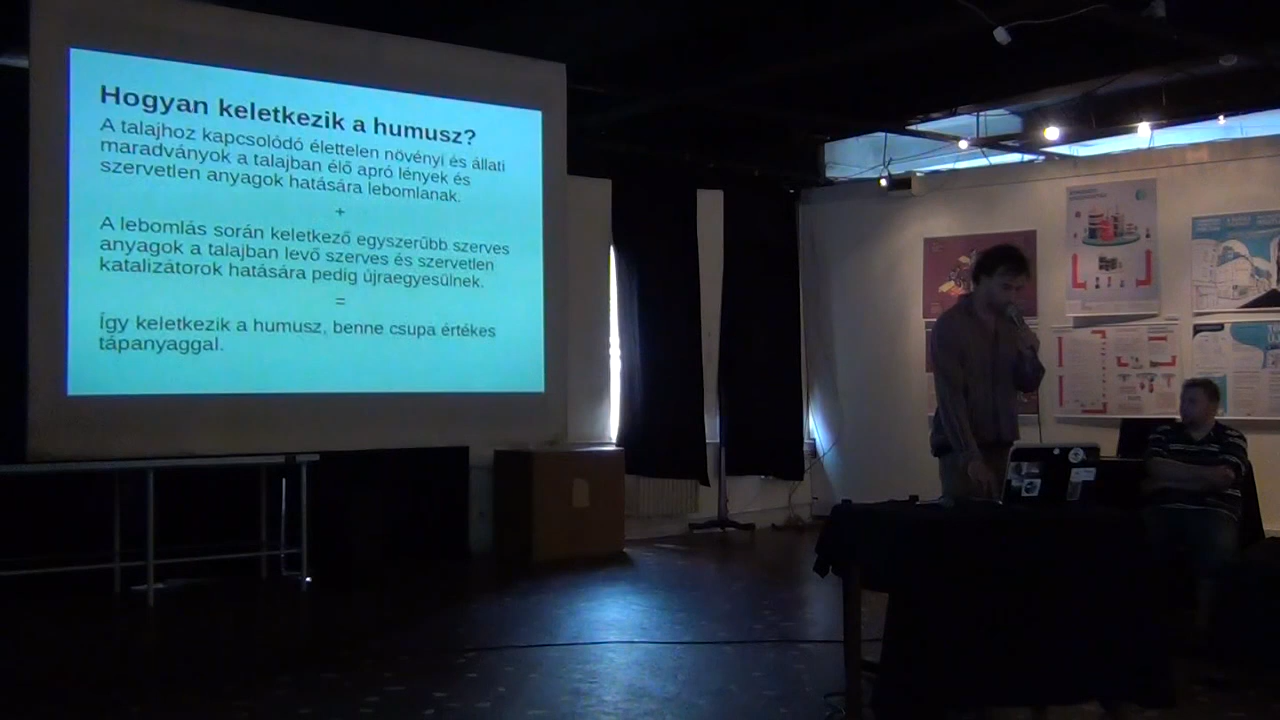 Hogyan keletkezik a humusz?
A talajhoz kapcsolódó élettelen növényi és állati
maradványok a talajban élő apró lények és
szervetlen anyagok hatására lebomlanak.
+
A lebomlás során keletkező egyszerűbb szerves
anyagok a talajban levő szerves és szervetlen
katalizátorok hatására pedig újraegyesülnek.
=
Így keletkezik a humusz, benne csupa értékes
tápanyaggal.